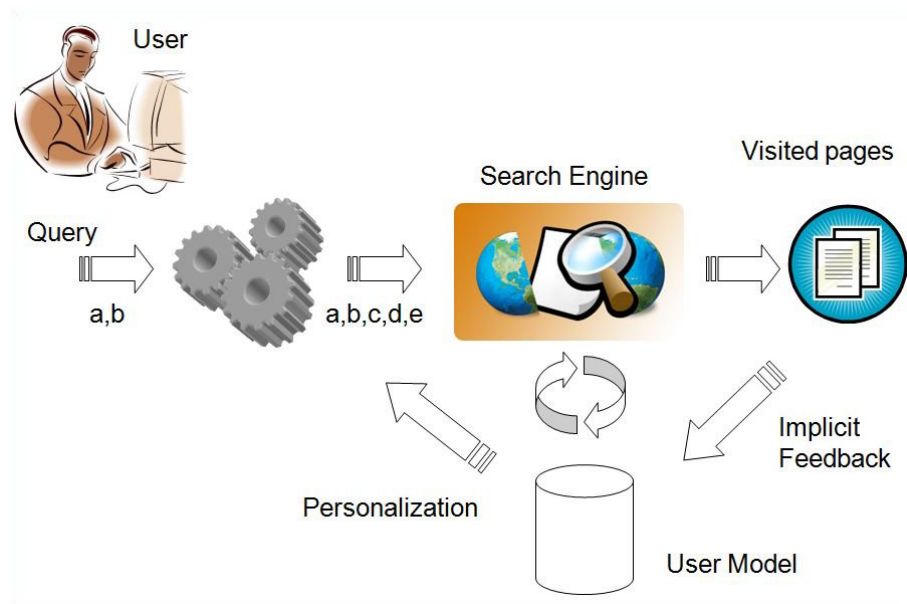 User
Visited pages
Search Engine
Query
a,b
a,b,c,d,e
Implicit
Feedback
Personalization
User Model